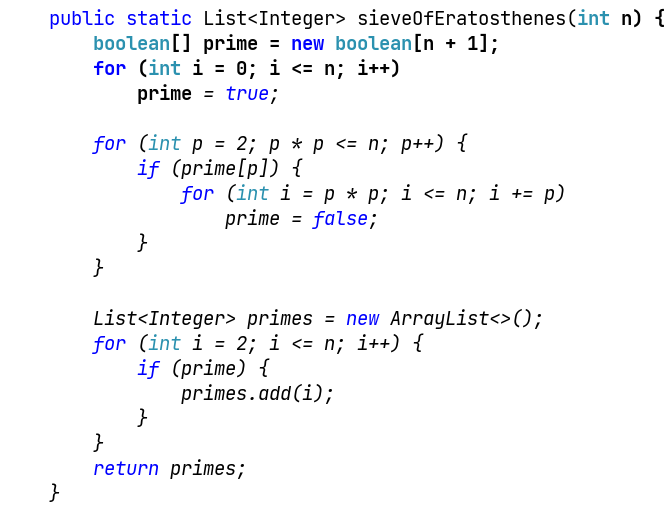 public static List<Integer> sieveOfEratosthenes(int n) {
boolean[] prime = new boolean[n + 1];
for (int i = 0; i <= n; i++)
prime = true;
for (int p = 2; p * p <= n; p++) {
if (prime[p]) {
for (int i = p * p; i <= n; i += p)
prime = false;
}
}
List<Integer> primes = new ArrayList<>();
for (int i = 2; i <= n; i++) {
if (prime) {
primes.add(i);
}
}
return primes;
}